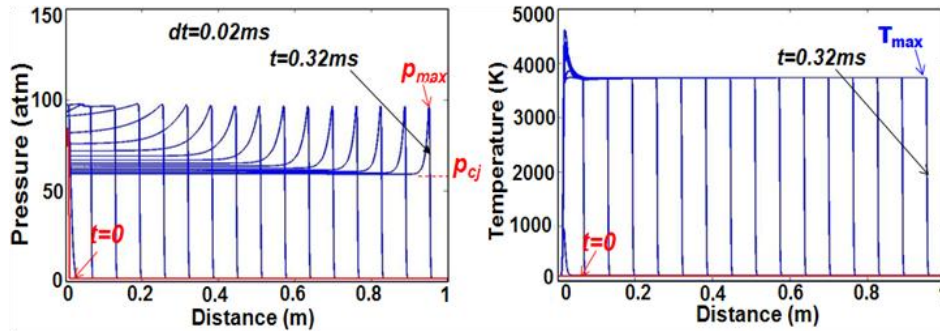 150
dt=0.02ms
t=0.32ms
p_max
100
p_cj
50
t=0
0
0 0.2 0.4 0.6 0.8 1
Distance (m)
Pressure (atm)
5000
T_max
4000
t=0.32ms
3000
2000
1000
t=0
0
0 0.2 0.4 0.6 0.8 1
Distance (m)
Temperature (K)